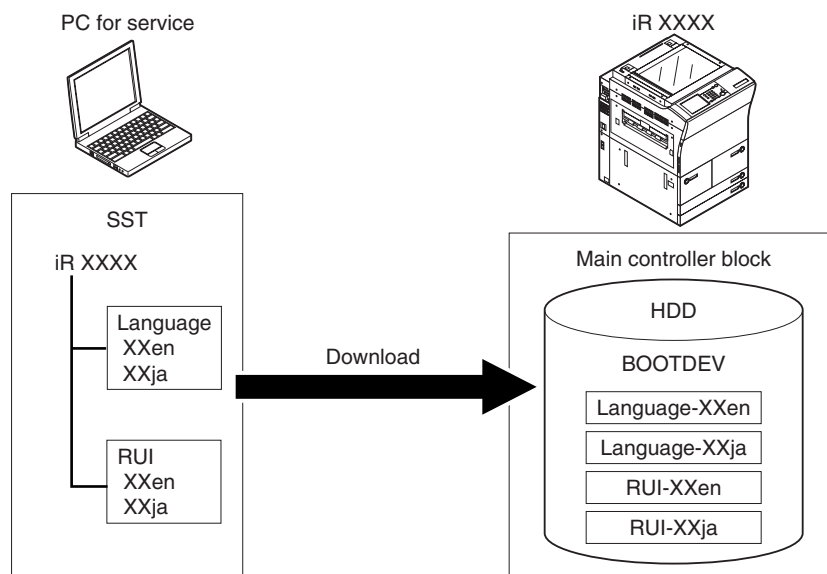 PC for service
iR XXXX
SST
iR XXXX
Language
XXen
XXja
RUI
XXen
XXja
Download
Main controller block
HDD
BOOTDEV
Language-XXen
Language-XXja
RUI-XXen
RUI-XXja